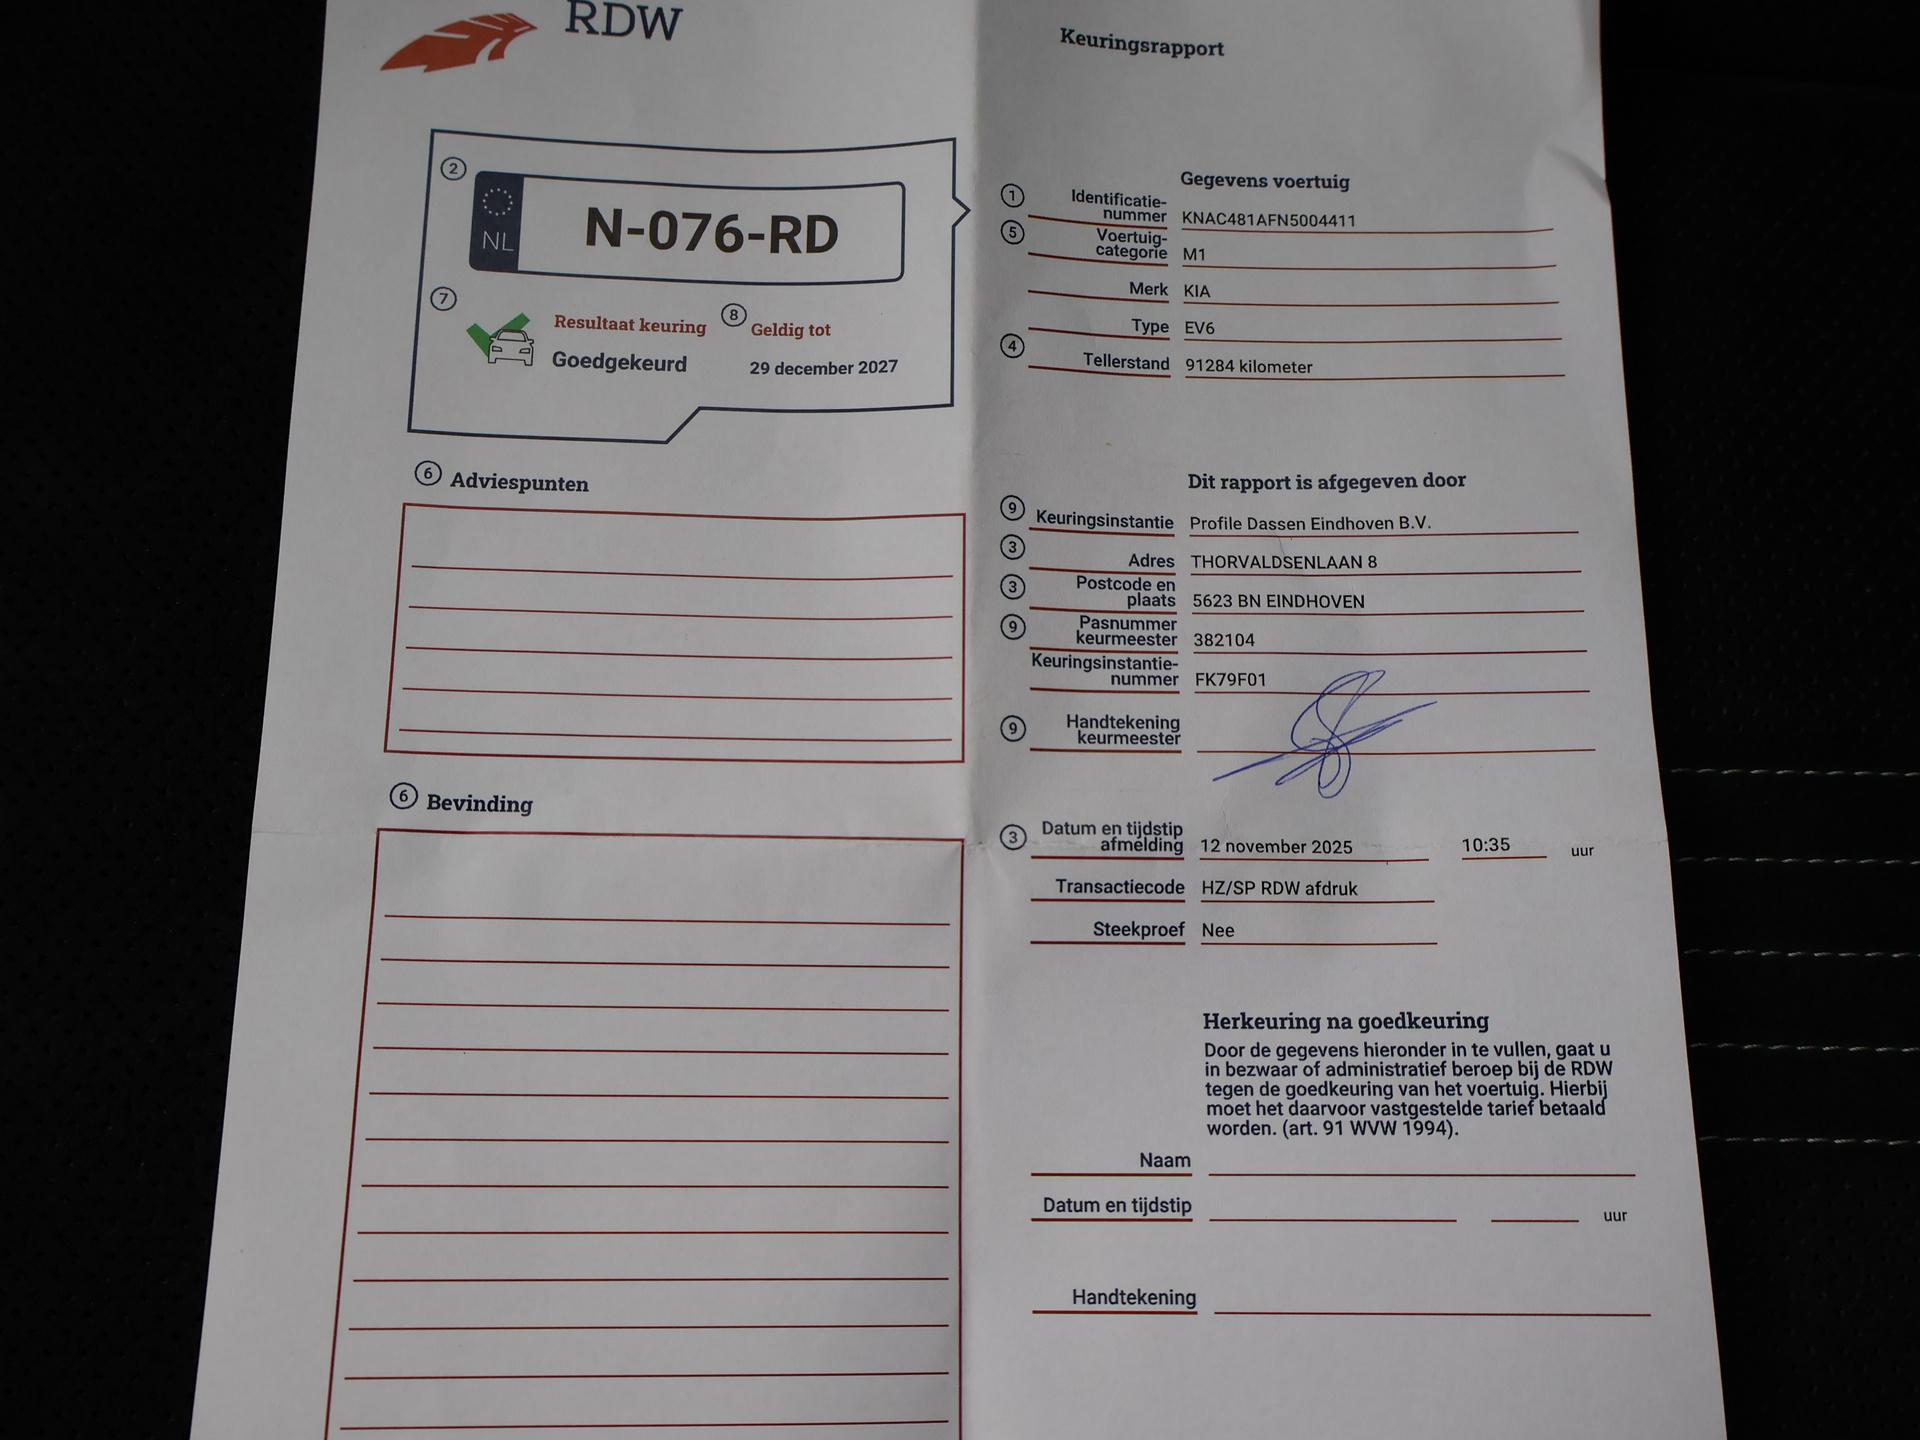 RDW
Keuringsrapport
2
NL
N-076-RD
7
Resultaat keuring
Goedgekeurd
8
Geldig tot
29 december 2027
6 Adviespunten
6 Bevinding
Gegevens voertuig
1 Identificatie-
nummer KNAC481AFN5004411
5 Voertuig-
categorie M1
Merk KIA
Type EV6
4 Tellerstand 91284 kilometer
Dit rapport is afgegeven door
9 Keuringsinstantie Profile Dassen Eindhoven B.V.
3 Adres THORVALDSENLAAN 8
3 Postcode en
plaats 5623 BN EINDHOVEN
9 Pasnummer
keurmeester 382104
Keuringsinstantie-
nummer FK79F01
9 Handtekening
keurmeester
3 Datum en tijdstip
afmelding 12 november 2025 10:35 uur
Transactiecode HZ/SP RDW afdruk
Steekproef Nee
Herkeuring na goedkeuring
Door de gegevens hieronder in te vullen, gaat u
in bezwaar of administratief beroep bij de RDW
tegen de goedkeuring van het voertuig. Hierbij
moet het daarvoor vastgestelde tarief betaald
worden. (art. 91 WVW 1994).
Naam
Datum en tijdstip uur
Handtekening